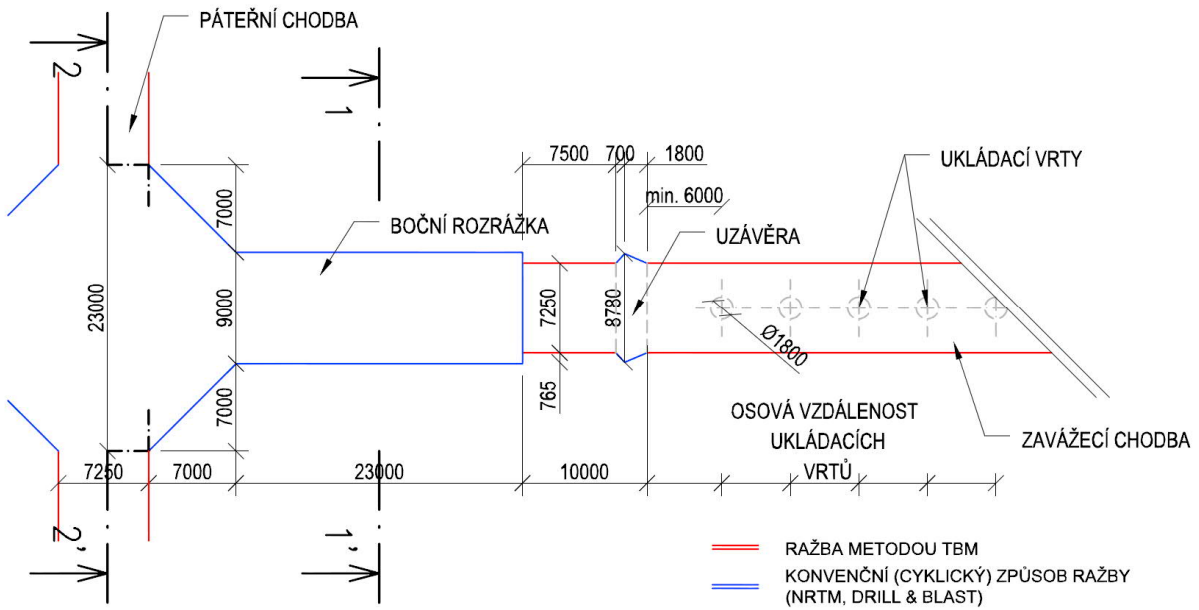 PÁTEŘNÍ CHODBA
2
1
7500
700
1800
UKLÁDACÍ VRTY
min. 6000
7000
BOČNÍ ROZRÁŽKA
UZÁVĚRA
23000
9000
7250
8780
Ø1800
7000
765
OSOVÁ VZDÁLENOST
UKLÁDACÍCH
VRTŮ
ZAVÁŽECÍ CHODBA
7250
7000
23000
10000
2'
1'
RAŽBA METODOU TBM
KONVENČNÍ (CYKLICKÝ) ZPŮSOB RAŽBY
(NRTM, DRILL & BLAST)